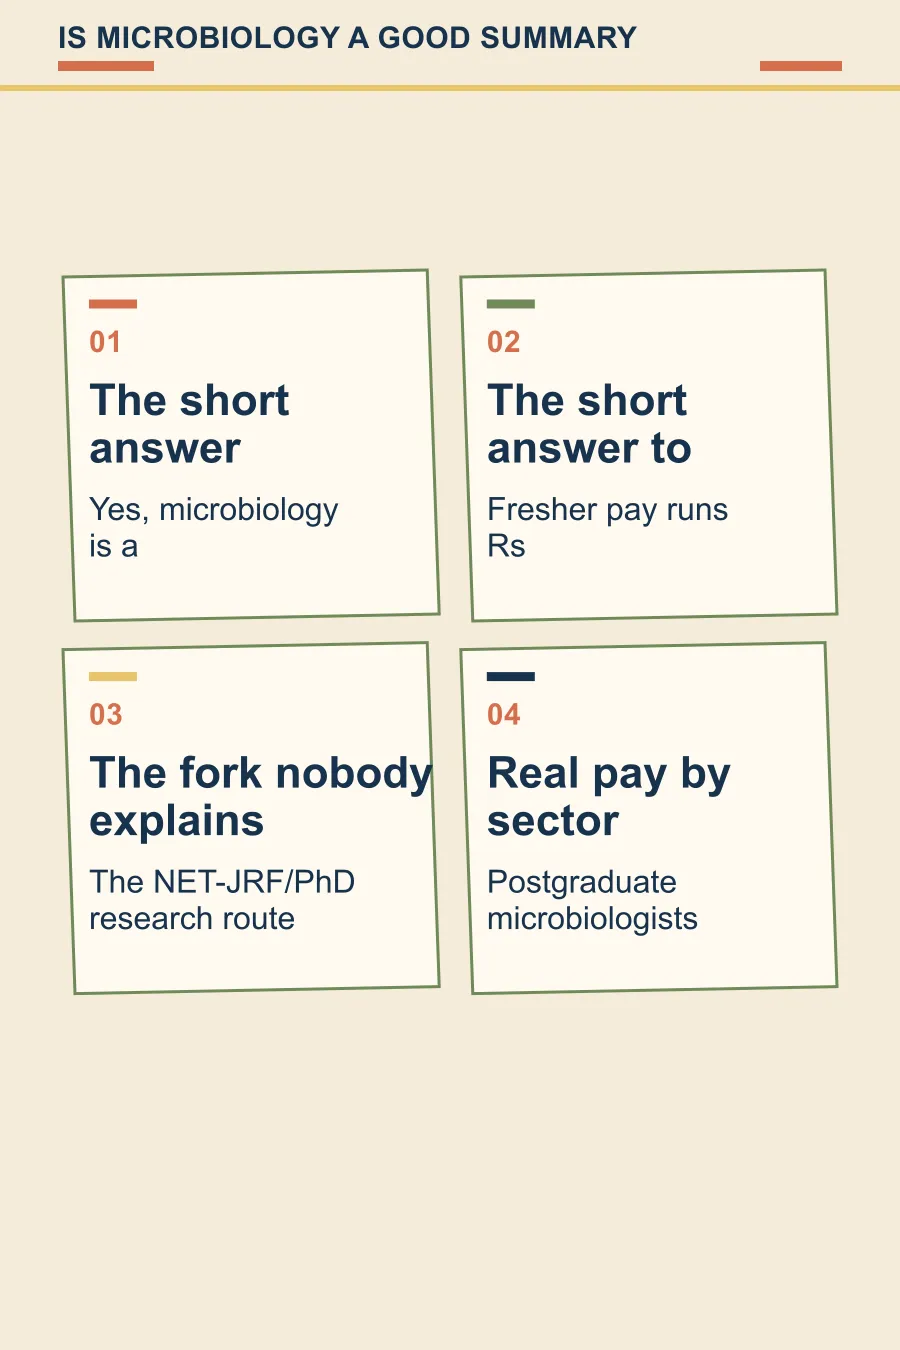 IS MICROBIOLOGY A GOOD SUMMARY
01
The short
answer
Yes, microbiology
is a
02
The short
answer to
Fresher pay runs
Rs
03
The fork nobody
explains
The NET-JRF/PhD
research route
04
Real pay by
sector
Postgraduate
microbiologists